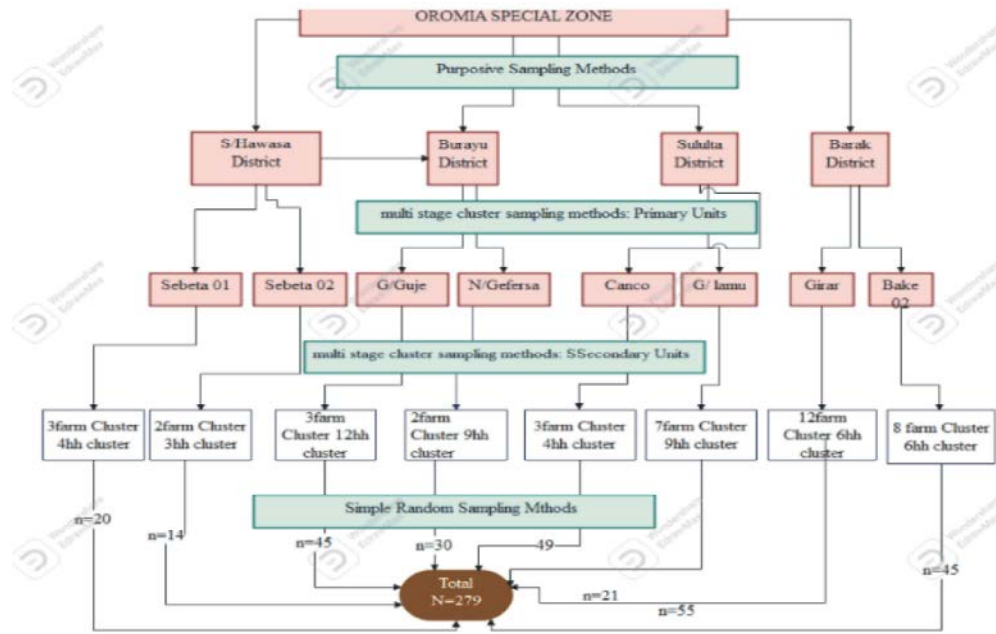 OROMIA SPECIAL ZONE
Purposive Sampling Methods
S/Hawasa
District
Burayu
District
Sululta
District
Barak
District
multi stage cluster sampling methods: Primary Units
Sebeta 01
Sebeta 02
G/Guje
N/Gefersa
Canco
G/ lamu
Girar
Bake
02
multi stage cluster sampling methods: SSecondary Units
3farm Cluster
4hh cluster
2farm Cluster
3hh cluster
3farm
Cluster 12hh
cluster
2farm
Cluster 9hh
cluster
3farm Cluster
4hh cluster
7farm Cluster
9hh cluster
12farm
Cluster 6hh
cluster
8 farm Cluster
6hh cluster
Simple Random Sampling Mthods
n=20
n=14
n=45
n=30
49
n=45
n=21
n=55
Total
N=279
Wondershare
EdrawMax